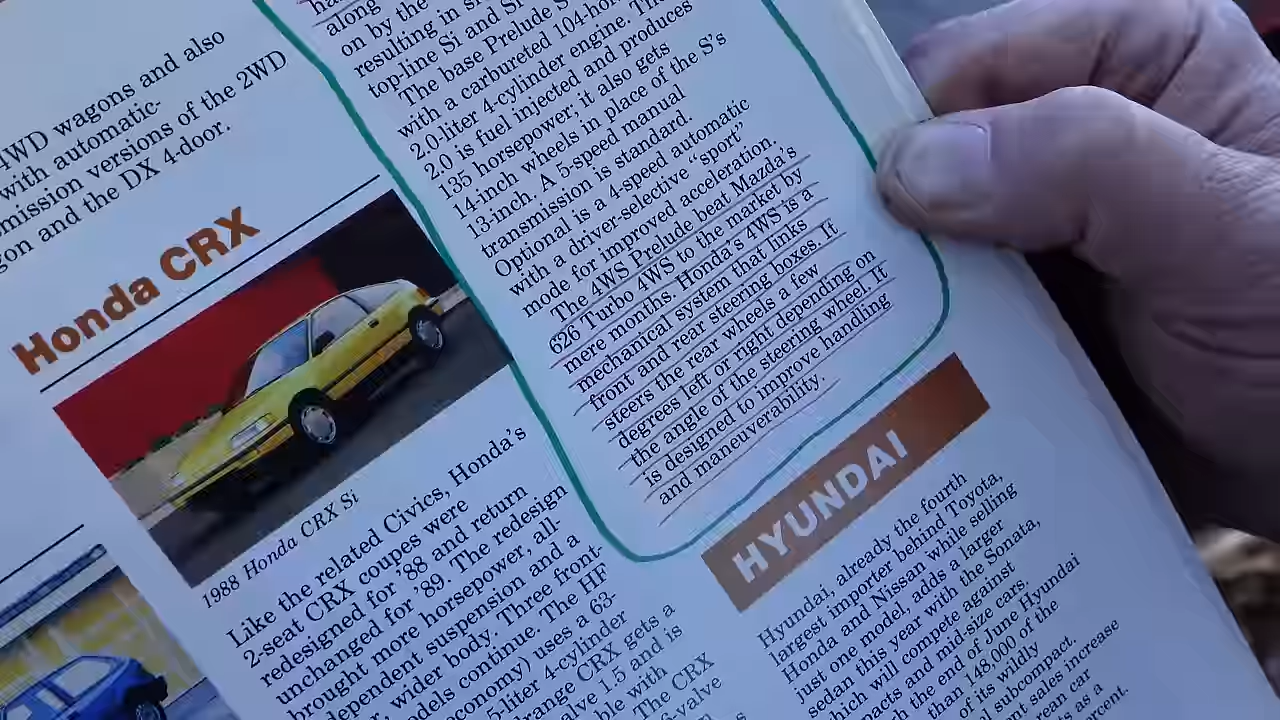 4WD wagons and also
with automatic-
mission versions of the 2WD
gon and the DX 4-door.
Honda CRX
1988 Honda CRX Si
Like the related Civics, Honda's
2-seat CRX coupes were
redesigned for '88 and return
unchanged for '89. The redesign
brought more horsepower, all-
dependent suspension and a
, wider body. Three front-
models continue. The HF
economy) uses a 63-
5-liter 4-cylinder
range CRX gets a
alve 1.5 and is
ble with
The CRX
6-valve
along
on by the
resulting in
top-line Si and
The base Prelude S
with a carbureted 104-
2.0-liter 4-cylinder engine.
2.0 is fuel injected and produces
135 horsepower; it also gets
14-inch wheels in place of the S's
13-inch. A 5-speed manual
transmission is standard.
Optional is a 4-speed automatic
with a driver-selective "sport"
mode for improved acceleration.
The 4WS Prelude beat Mazda's
626 Turbo 4WS to the market by
mere months. Honda's 4WS is a
mechanical system that links
front and rear steering boxes. It
steers the rear wheels a few
degrees left or right depending on
the angle of the steering wheel. It
is designed to improve handling
and maneuverability.
HYUNDAI
Hyundai, already the fourth
largest importer behind Toyota,
Honda and Nissan while selling
just one model, adds a larger
sedan this year with the Sonata,
which will compete against
compacts and mid-size cars.
the end of June Hyundai
than 148,000 of the
of its wildly
subcompact.
sales increase
car
as a